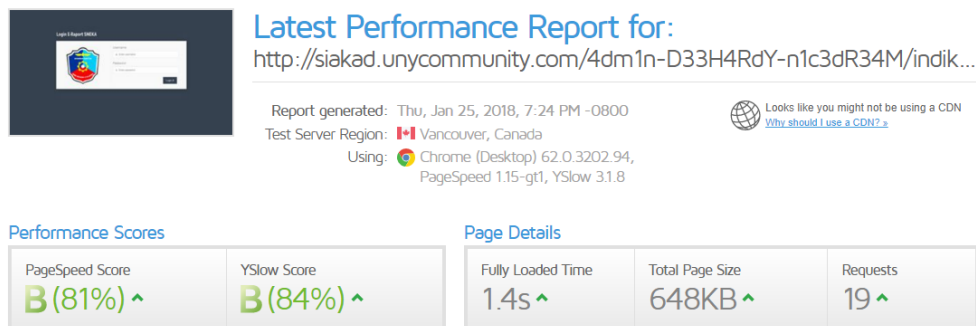 Login E-Raport SMEKA
Latest Performance Report for:
http://siakad.unycommunity.com/4dm1n-D33H4RdY-n1c3dR34M/indik...
Report generated: Thu, Jan 25, 2018, 7:24 PM -0800
Test Server Region: Vancouver, Canada
Using: Chrome (Desktop) 62.0.3202.94,
PageSpeed 1.15-gt1, YSlow 3.1.8
Looks like you might not be using a CDN
Why should I use a CDN? »
Performance Scores
PageSpeed Score
B (81%)
YSlow Score
B (84%)
Page Details
Fully Loaded Time
1.4s
Total Page Size
648KB
Requests
19